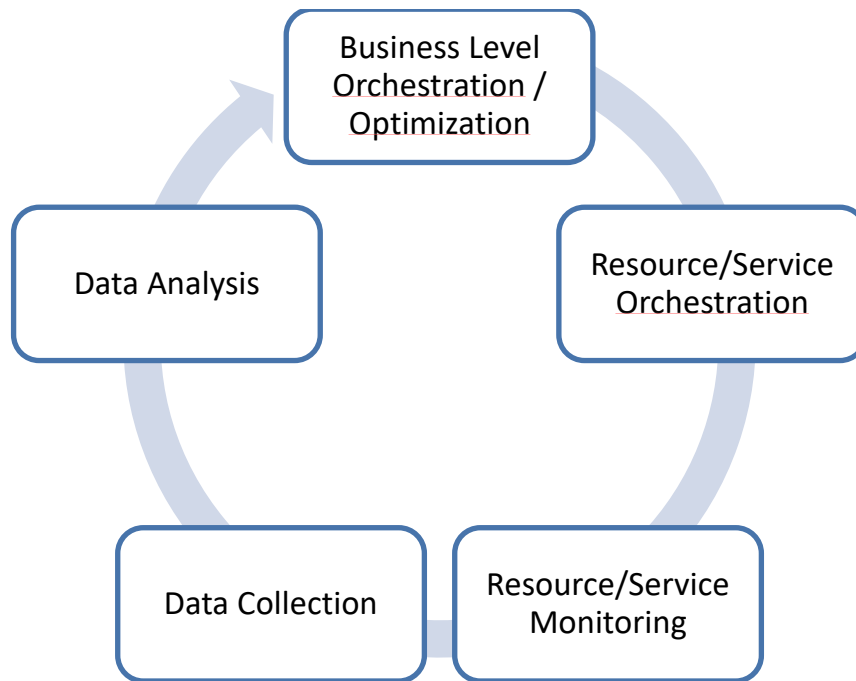 Business Level
Orchestration /
Optimization
Resource/Service
Orchestration
Resource/Service
Monitoring
Data Collection
Data Analysis